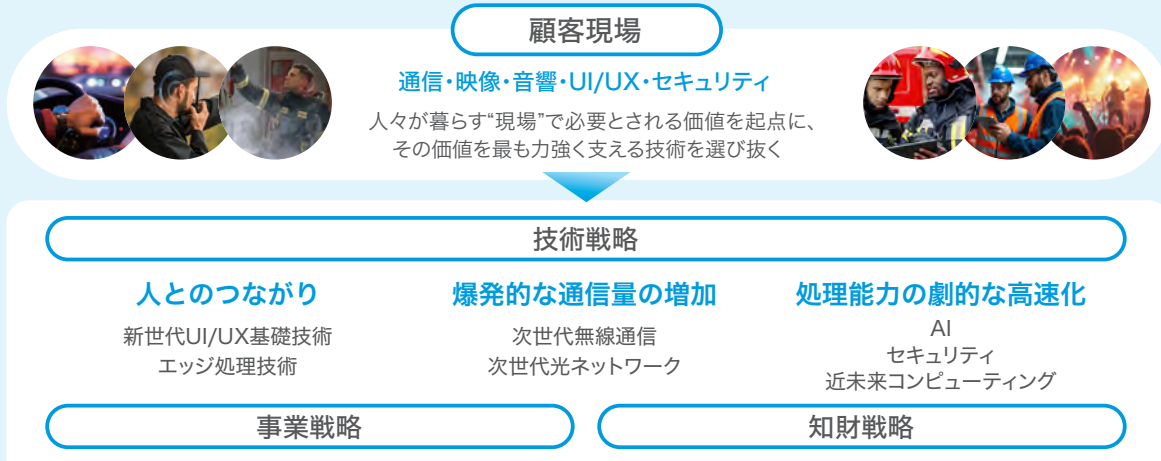 顧客現場
通信・映像・音響・UI/UX・セキュリティ
人々が暮らす“現場”で必要とされる価値を起点に、
その価値を最も力強く支える技術を選び抜く
技術戦略
人とのつながり
新世代UI/UX基礎技術
エッジ処理技術
爆発的な通信量の増加
次世代無線通信
次世代光ネットワーク
処理能力の劇的な高速化
AI
セキュリティ
近未来コンピューティング
事業戦略
知財戦略